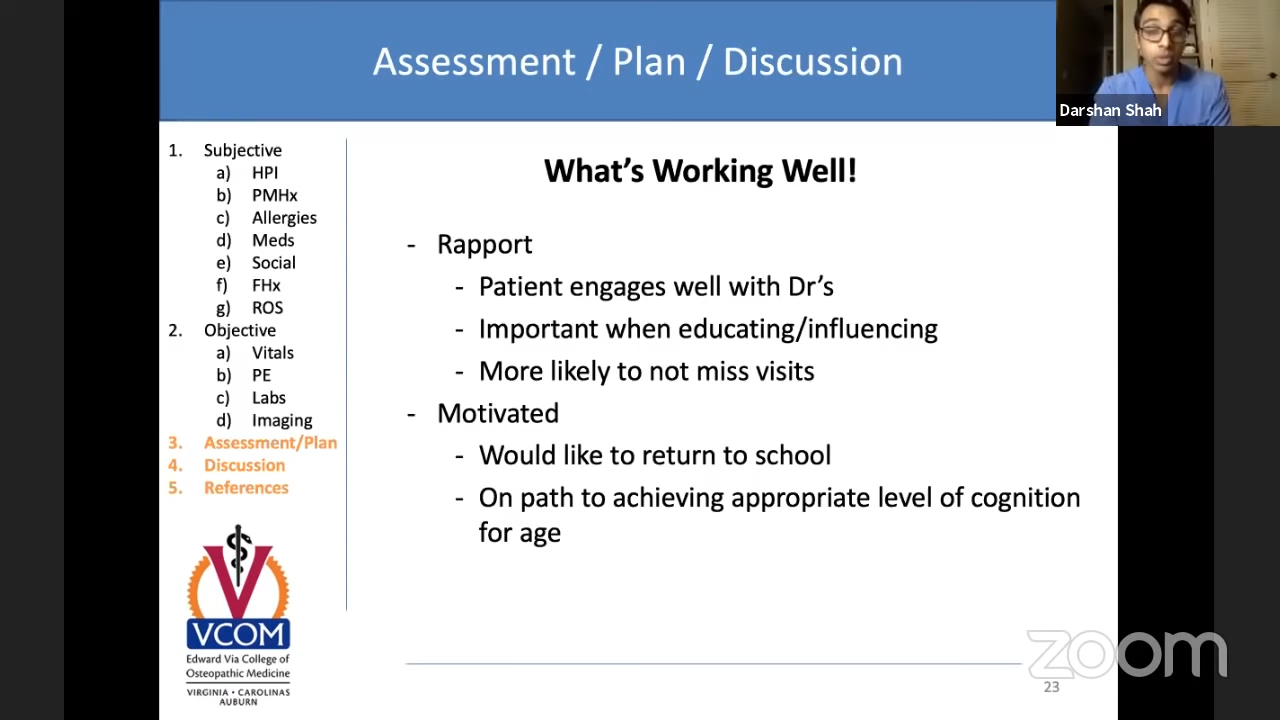 Assessment / Plan / Discussion
Darshan Shah
1. Subjective
a) HPI
b) PMHx
c) Allergies
d) Meds
e) Social
f) FHx
g) ROS
2. Objective
a) Vitals
b) PE
c) Labs
d) Imaging
3. Assessment/Plan
4. Discussion
5. References
What's Working Well!
- Rapport
- Patient engages well with Dr's
- Important when educating/influencing
- More likely to not miss visits
- Motivated
- Would like to return to school
- On path to achieving appropriate level of cognition
for age
VCOM
Edward Via College of
Osteopathic Medicine
VIRGINIA • CAROLINAS
AUBURN
zoom
23